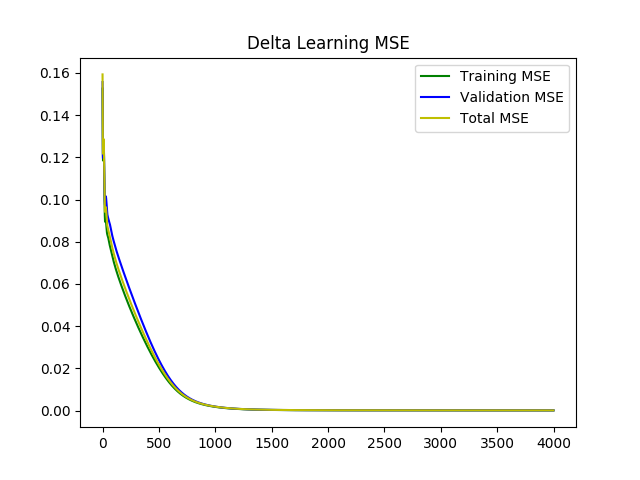 Delta Learning MSE
Training MSE
Validation MSE
Total MSE
0.16
0.14
0.12
0.10
0.08
0.06
0.04
0.02
0.00
0 500 1000 1500 2000 2500 3000 3500 4000